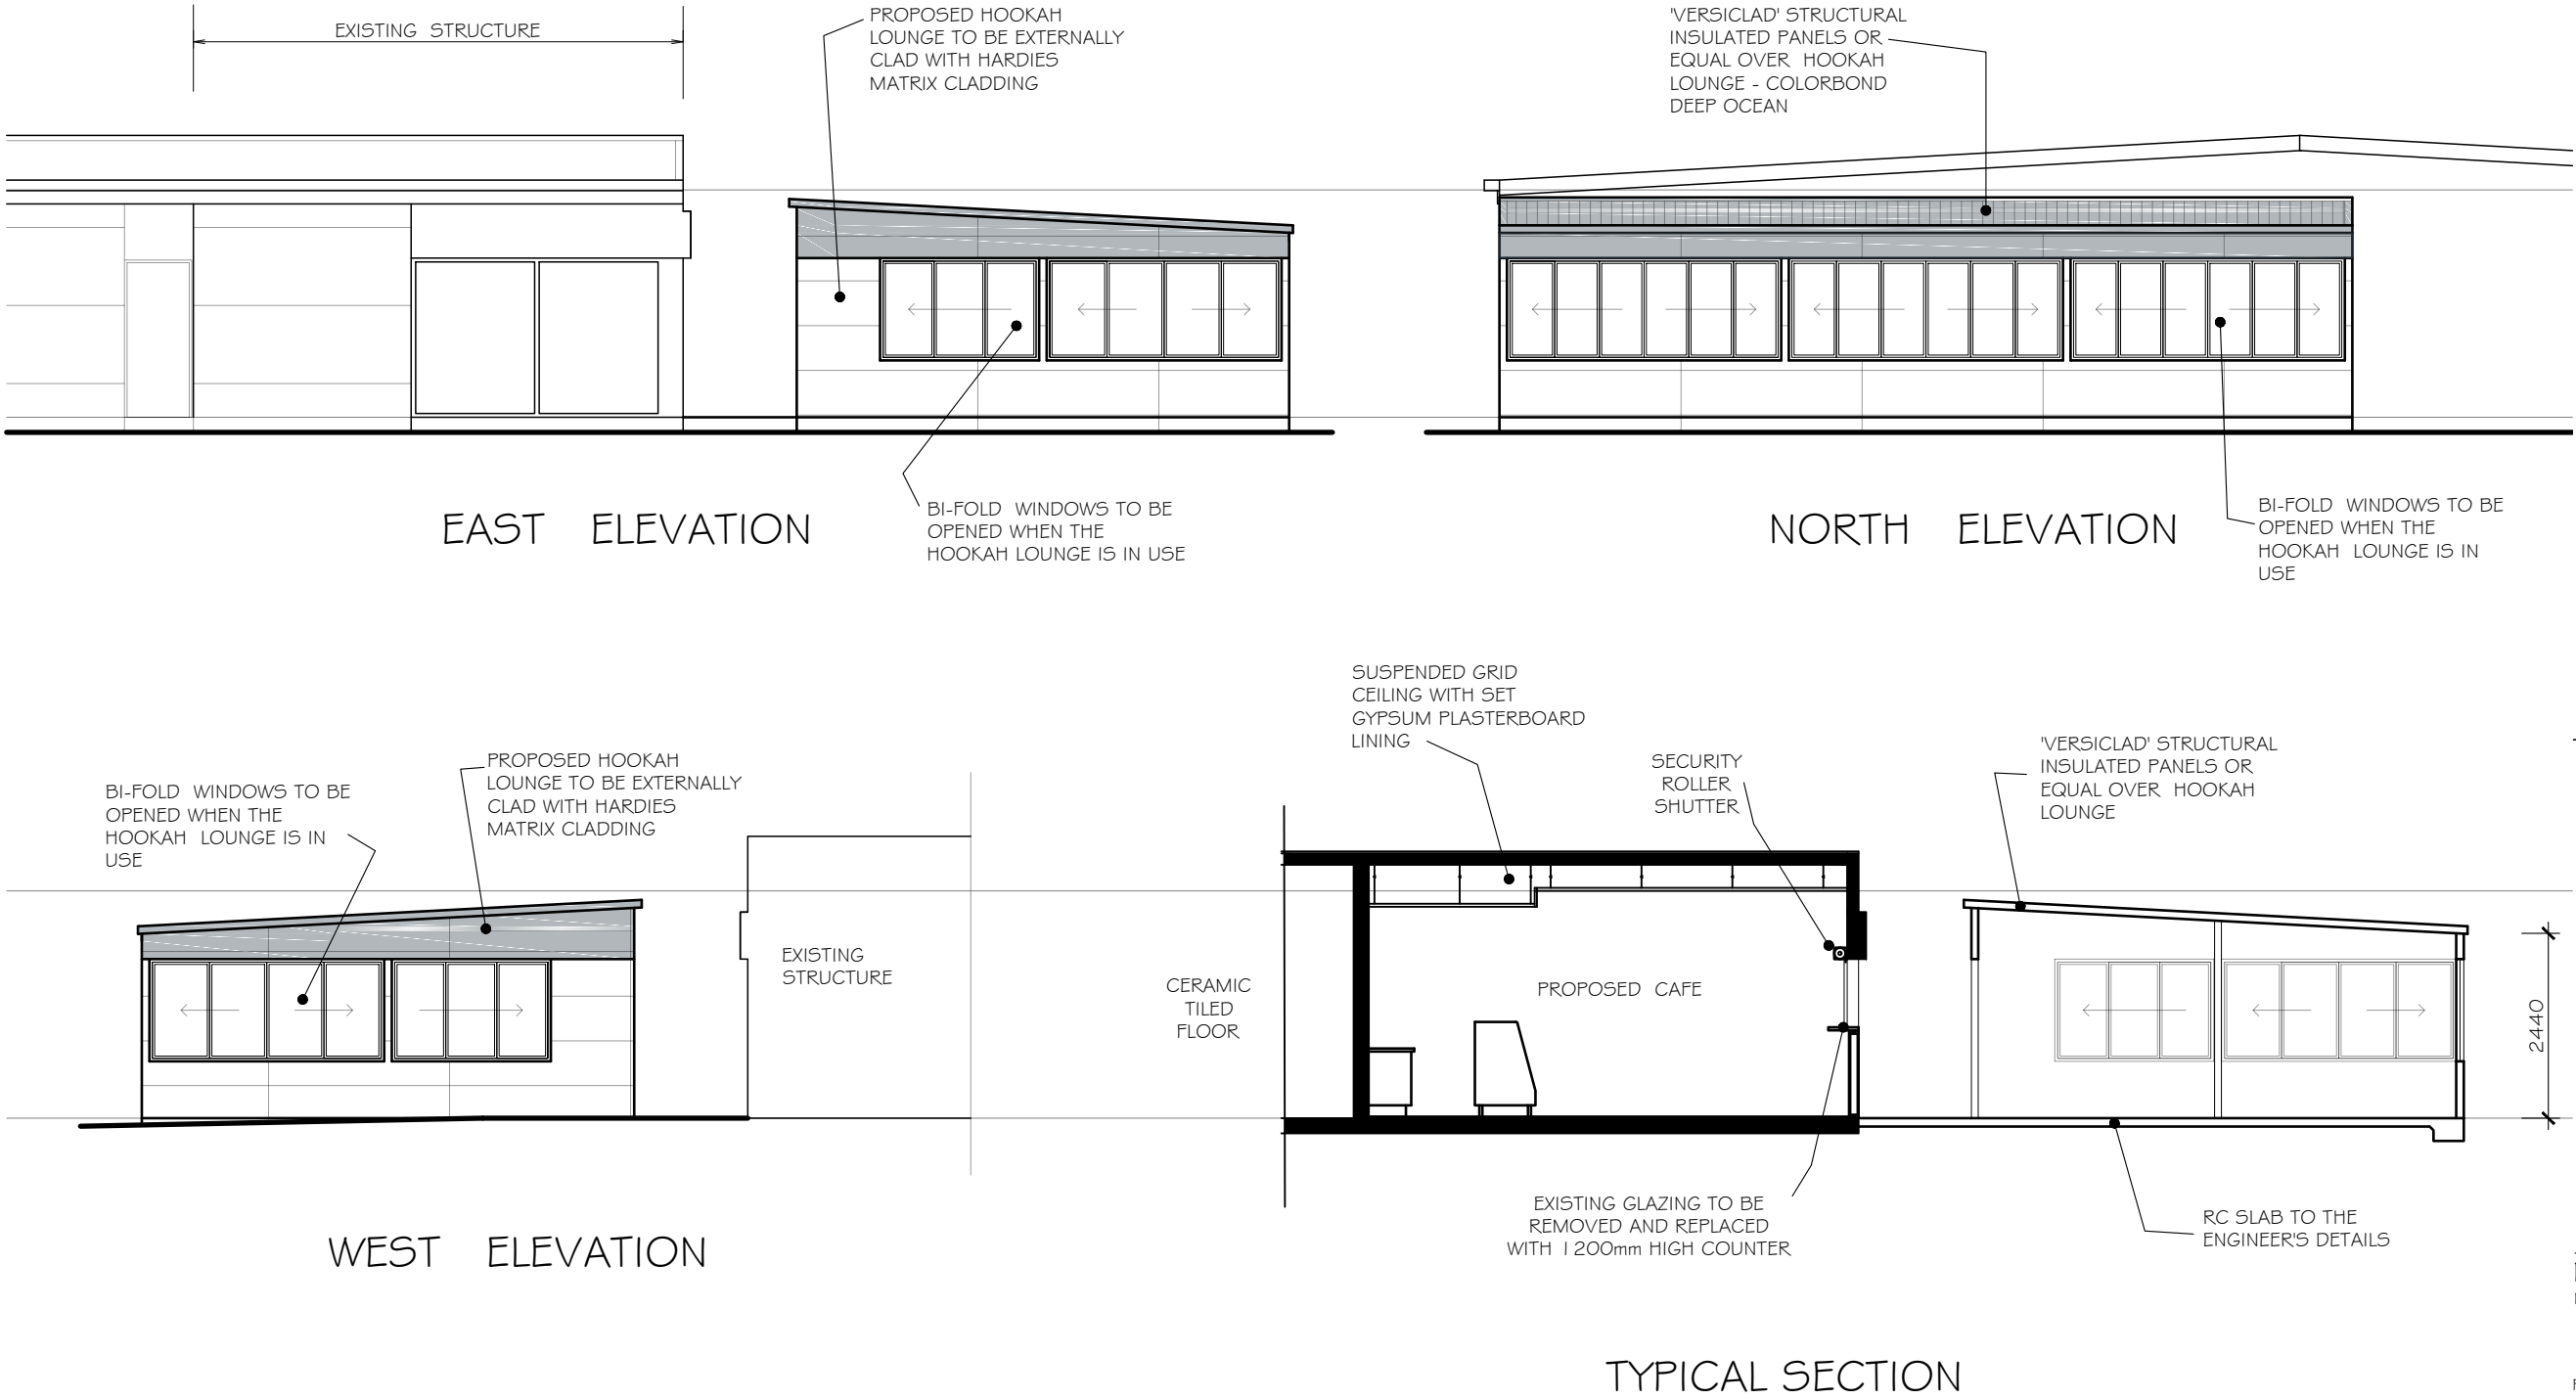 EXISTING STRUCTURE
PROPOSED HOOKAH
LOUNGE TO BE EXTERNALLY
CLAD WITH HARDIES
MATRIX CLADDING
'VERSICLAD' STRUCTURAL
INSULATED PANELS OR
EQUAL OVER HOOKAH
LOUNGE - COLORBOND
DEEP OCEAN
EAST ELEVATION
BI-FOLD WINDOWS TO BE
OPENED WHEN THE
HOOKAH LOUNGE IS IN USE
NORTH ELEVATION
BI-FOLD WINDOWS TO BE
OPENED WHEN THE
HOOKAH LOUNGE IS IN
USE
BI-FOLD WINDOWS TO BE
OPENED WHEN THE
HOOKAH LOUNGE IS IN
USE
PROPOSED HOOKAH
LOUNGE TO BE EXTERNALLY
CLAD WITH HARDIES
MATRIX CLADDING
EXISTING
STRUCTURE
WEST ELEVATION
SUSPENDED GRID
CEILING WITH SET
GYPSUM PLASTERBOARD
LINING
SECURITY
ROLLER
SHUTTER
'VERSICLAD' STRUCTURAL
INSULATED PANELS OR
EQUAL OVER HOOKAH
LOUNGE
CERAMIC
TILED
FLOOR
PROPOSED CAFE
2440
EXISTING GLAZING TO BE
REMOVED AND REPLACED
WITH 1200mm HIGH COUNTER
RC SLAB TO THE
ENGINEER'S DETAILS
TYPICAL SECTION